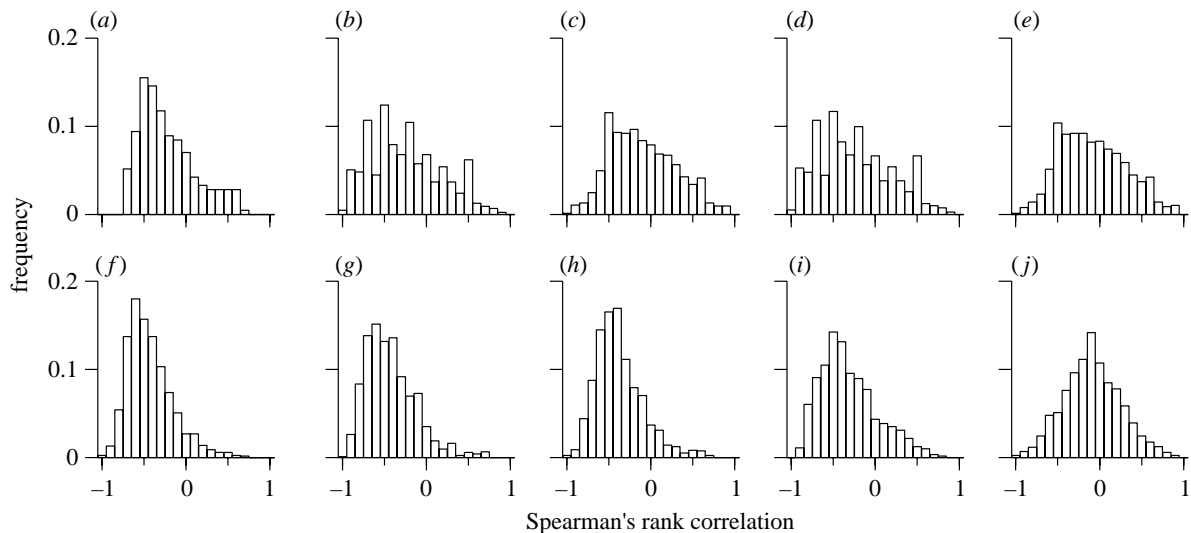 (a) (b) (c) (d) (e)
0.2
0.1
0
frequency
(f) (g) (h) (i) (j)
0.2
0.1
0
–1 0 1 –1 0 1 –1 0 1 –1 0 1 –1 0 1
Spearman's rank correlation